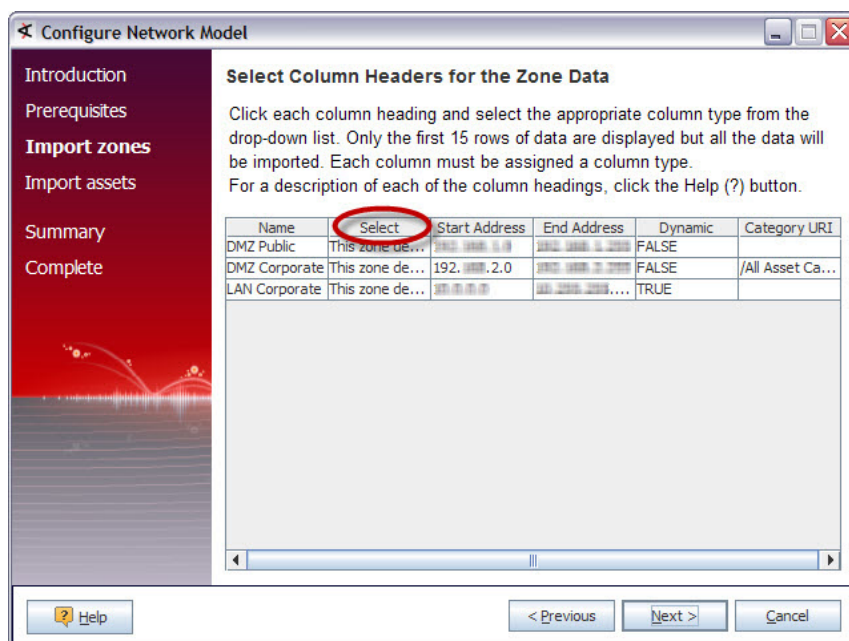 Configure Network Model
Introduction
Prerequisites
Import zones
Import assets
Summary
Complete
Select Column Headers for the Zone Data
Click each column heading and select the appropriate column type from the
drop-down list. Only the first 15 rows of data are displayed but all the data will
be imported. Each column must be assigned a column type.
For a description of each of the column headings, click the Help (?) button.
Name Select Start Address End Address Dynamic Category URI
DMZ Public This zone de... FALSE
DMZ Corporate This zone de... 192. .2.0 FALSE /All Asset Ca...
LAN Corporate This zone de... TRUE
Help
< Previous
Next >
Cancel